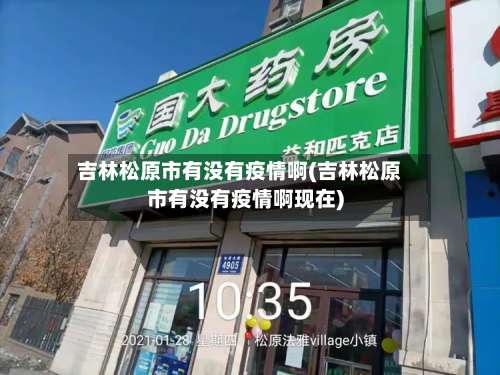 国大药房
Guo Da Drugstore
益和匹克店
吉林松原市有没有疫情啊(吉林松原
市有没有疫情啊现在)
4905
10:35
2021-01-28 星期四
松原法雅village小镇